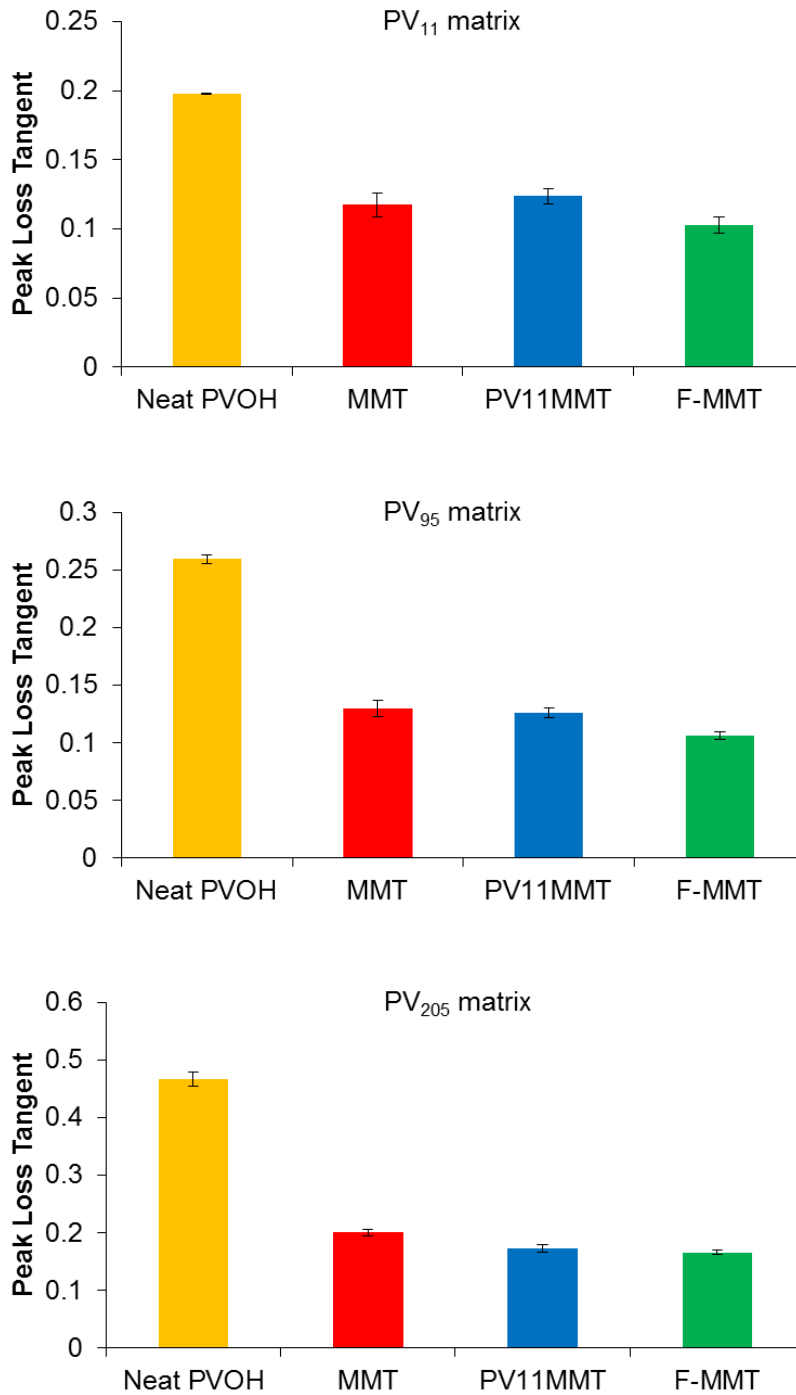 PV₁₁ matrix
Peak Loss Tangent
0.25
0.2
0.15
0.1
0.05
0
Neat PVOH MMT PV11MMT F-MMT
PV₉₅ matrix
Peak Loss Tangent
0.3
0.25
0.2
0.15
0.1
0.05
0
Neat PVOH MMT PV11MMT F-MMT
PV₂₀₅ matrix
Peak Loss Tangent
0.6
0.5
0.4
0.3
0.2
0.1
0
Neat PVOH MMT PV11MMT F-MMT